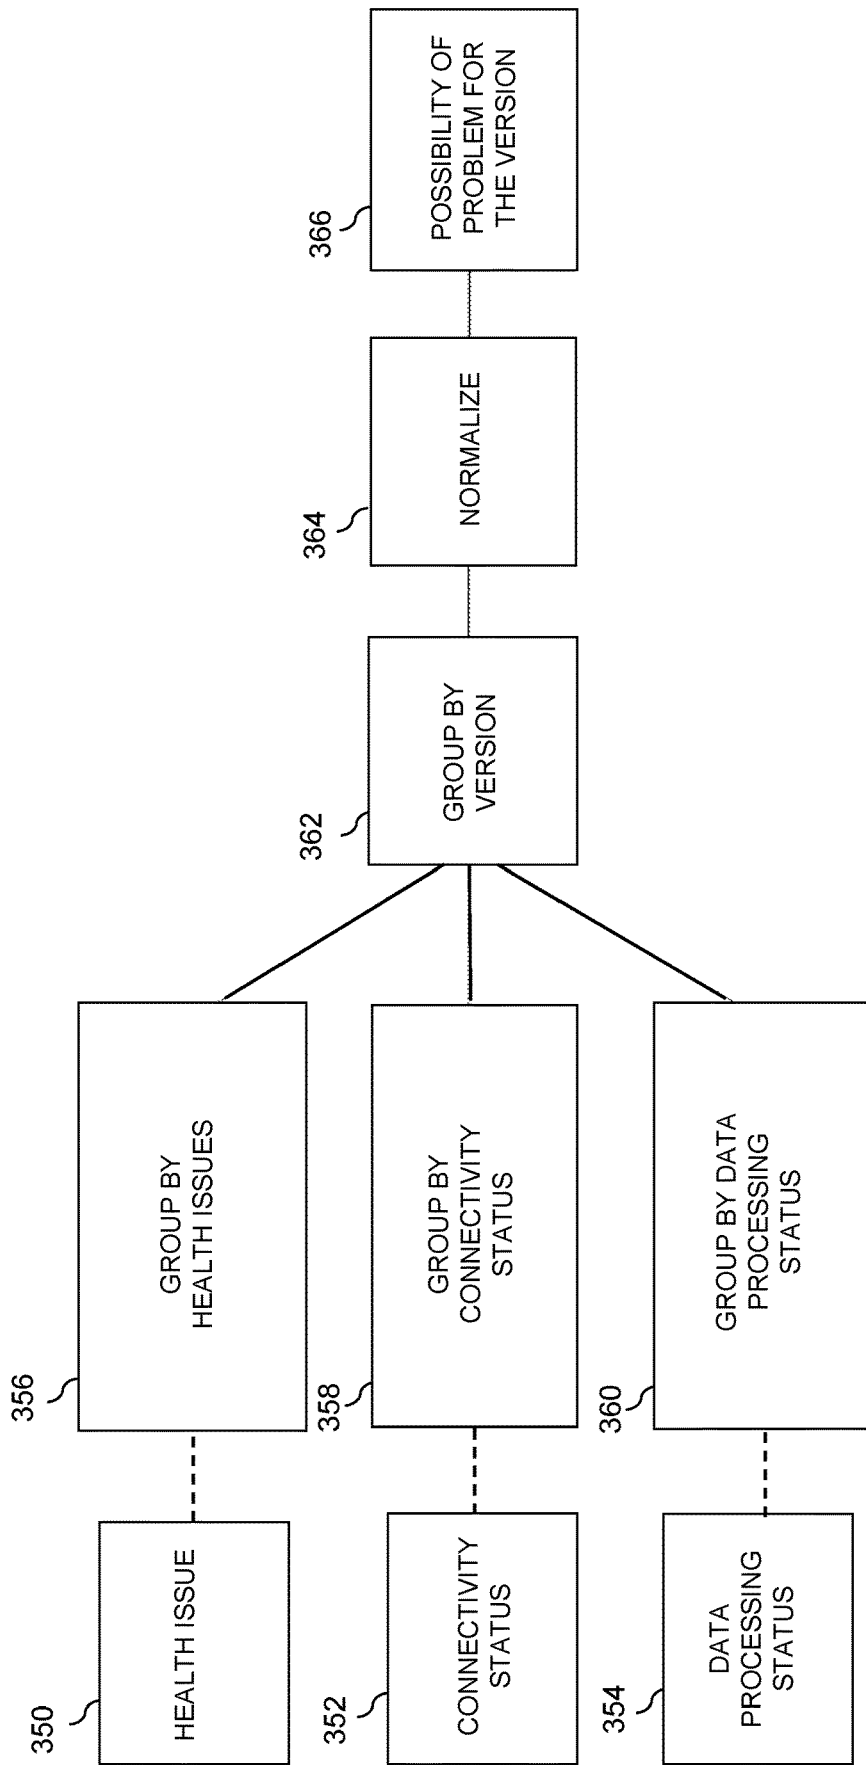 350
HEALTH ISSUE
352
CONNECTIVITY
STATUS
354
DATA
PROCESSING
STATUS
356
GROUP BY
HEALTH ISSUES
358
GROUP BY
CONNECTIVITY
STATUS
360
GROUP BY DATA
PROCESSING
STATUS
362
GROUP BY
VERSION
364
NORMALIZE
366
POSSIBILITY OF
PROBLEM FOR
THE VERSION